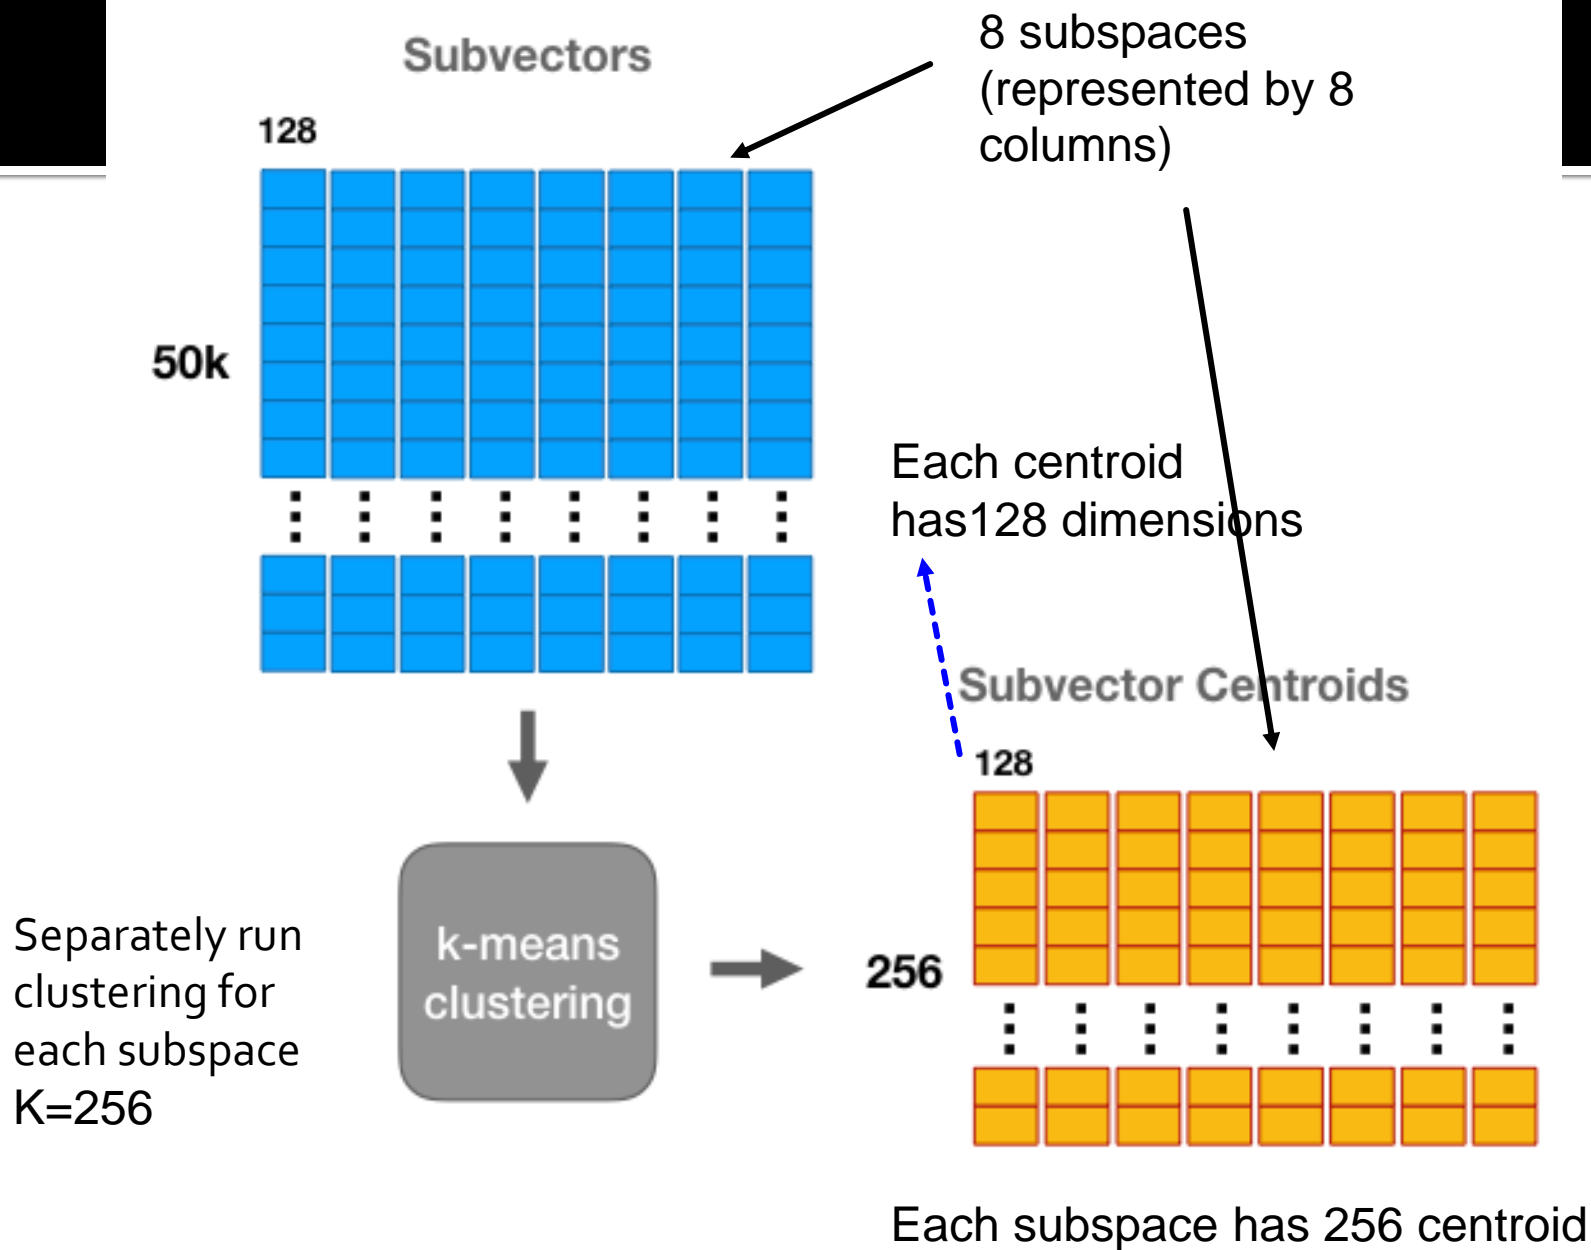 Subvectors
8 subspaces
(represented by 8
columns)
128
50k
Each centroid
has128 dimensions
Subvector Centroids
128
Separately run
clustering for
each subspace
K=256
k-means
clustering
256
Each subspace has 256 centroid